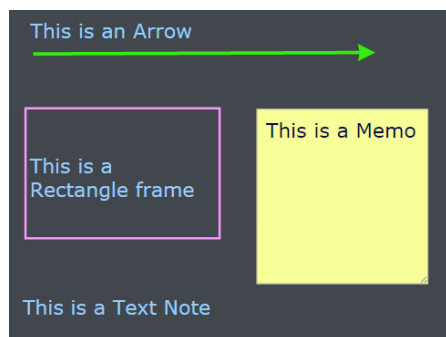 This is an Arrow
This is a
Rectangle frame
This is a Memo
This is a Text Note